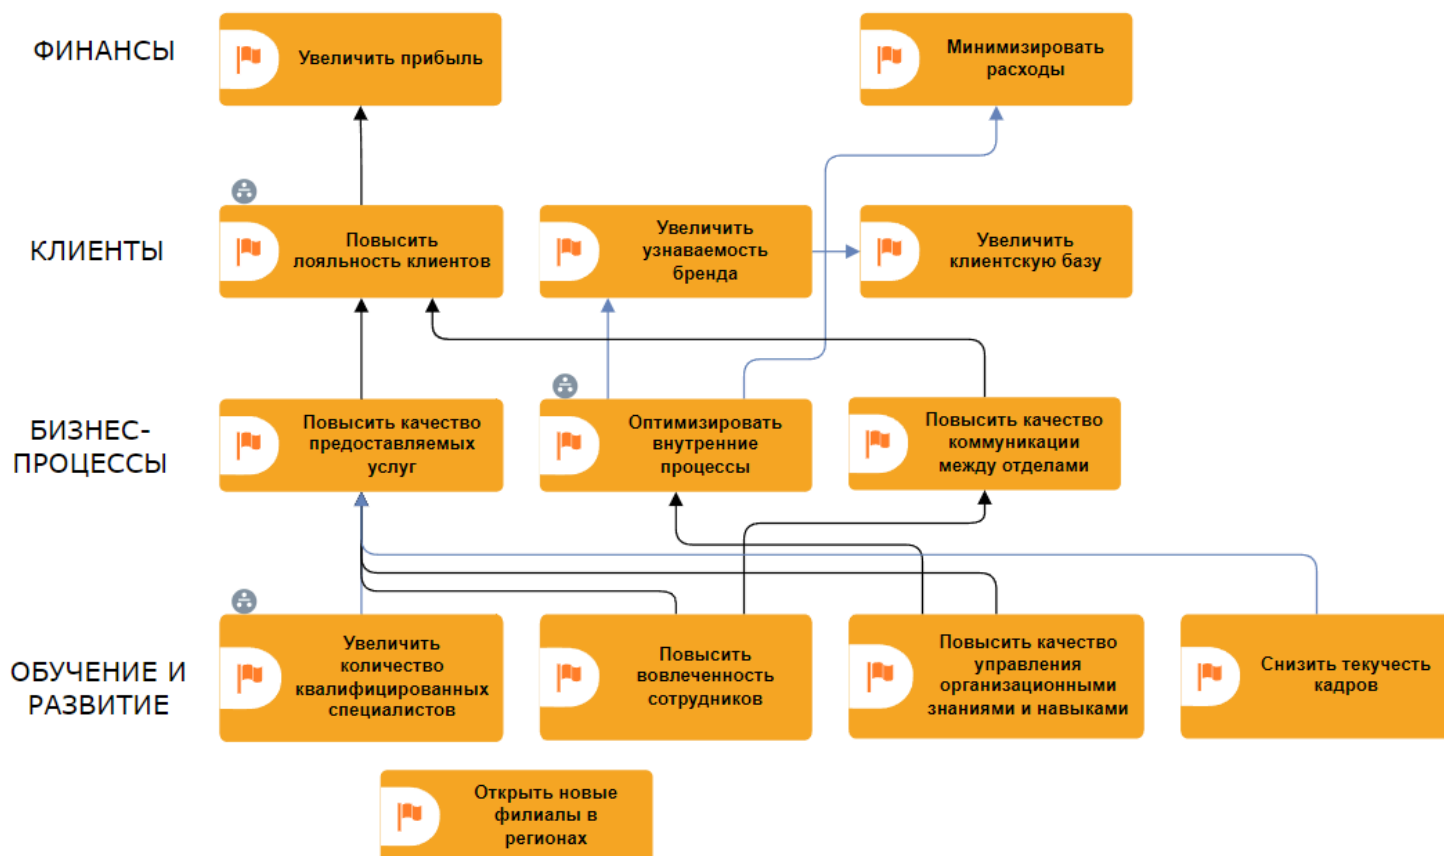 ФИНАНСЫ
Увеличить прибыль
Минимизировать
расходы
КЛИЕНТЫ
Повысить
лояльность клиентов
Увеличить
узнаваемость
бренда
Увеличить
клиентскую базу
БИЗНЕС-
ПРОЦЕССЫ
Повысить качество
предоставляемых
услуг
Оптимизировать
внутренние
процессы
Повысить качество
коммуникации
между отделами
ОБУЧЕНИЕ И
РАЗВИТИЕ
Увеличить
количество
квалифицированных
специалистов
Повысить
вовлеченность
сотрудников
Повысить качество
управления
организационными
знаниями и навыками
Снизить текучесть
кадров
Открыть новые
филиалы в
регионах